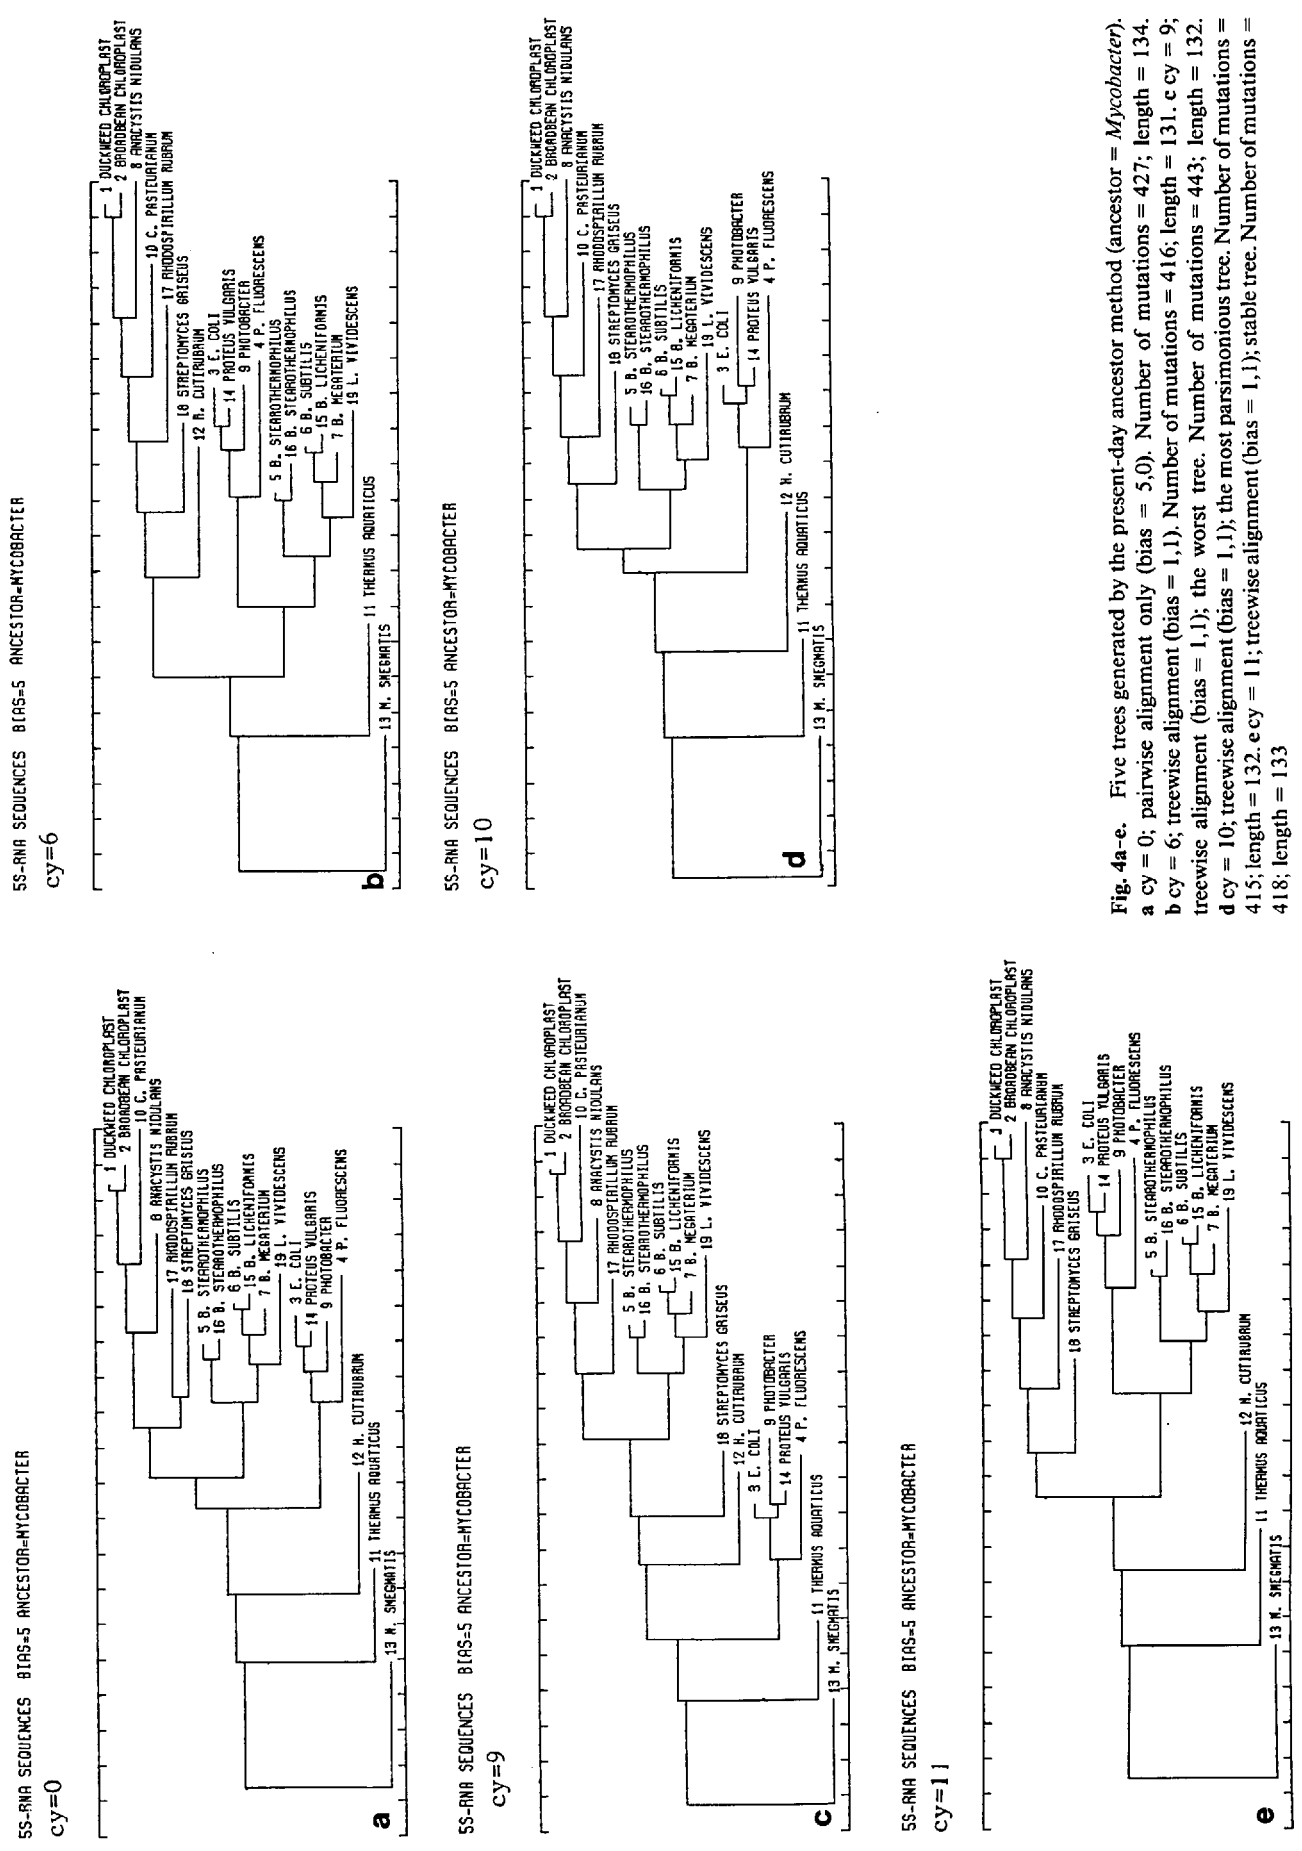 5S-RNA SEQUENCES BIAS=5 ANCESTOR=MYCOBACTER
cy=0
1 DUCKWEED CHLOROPLAST
2 BROADBEAN CHLOROPLAST
10 C. PASTEURIANUM
8 ANACYSTIS NIDULANS
17 RHODOSPIRILLUM RUBRUM
18 STREPTOMYCES GRISEUS
5 B. STEAROTHERMOPHILUS
16 B. STEAROTHERMOPHILUS
6 B. SUBTILIS
15 B. LICHENIFORMIS
7 B. MEGATERIUM
19 L. VIVIDESCENS
3 E. COLI
14 PROTEUS VULGARIS
9 PHOTOBACTER
4 P. FLUORESCENS
12 H. CUTIRUBRUM
11 THERMUS AQUATICUS
13 M. SMEGMATIS
a
5S-RNA SEQUENCES BIAS=5 ANCESTOR=MYCOBACTER
cy=6
1 DUCKWEED CHLOROPLAST
2 BROADBEAN CHLOROPLAST
8 ANACYSTIS NIDULANS
10 C. PASTEURIANUM
17 RHODOSPIRILLUM RUBRUM
18 STREPTOMYCES GRISEUS
12 H. CUTIRUBRUM
3 E. COLI
14 PROTEUS VULGARIS
9 PHOTOBACTER
4 P. FLUORESCENS
5 B. STEAROTHERMOPHILUS
16 B. STEAROTHERMOPHILUS
6 B. SUBTILIS
15 B. LICHENIFORMIS
7 B. MEGATERIUM
19 L. VIVIDESCENS
11 THERMUS AQUATICUS
13 M. SMEGMATIS
b
5S-RNA SEQUENCES BIAS=5 ANCESTOR=MYCOBACTER
cy=9
1 DUCKWEED CHLOROPLAST
2 BROADBEAN CHLOROPLAST
10 C. PASTEURIANUM
8 ANACYSTIS NIDULANS
17 RHODOSPIRILLUM RUBRUM
5 B. STEAROTHERMOPHILUS
16 B. STEAROTHERMOPHILUS
6 B. SUBTILIS
15 B. LICHENIFORMIS
7 B. MEGATERIUM
19 L. VIVIDESCENS
18 STREPTOMYCES GRISEUS
12 H. CUTIRUBRUM
3 E. COLI
9 PHOTOBACTER
14 PROTEUS VULGARIS
4 P. FLUORESCENS
11 THERMUS AQUATICUS
13 M. SMEGMATIS
c
5S-RNA SEQUENCES BIAS=5 ANCESTOR=MYCOBACTER
cy=10
1 DUCKWEED CHLOROPLAST
2 BROADBEAN CHLOROPLAST
8 ANACYSTIS NIDULANS
10 C. PASTEURIANUM
17 RHODOSPIRILLUM RUBRUM
18 STREPTOMYCES GRISEUS
5 B. STEAROTHERMOPHILUS
16 B. STEAROTHERMOPHILUS
6 B. SUBTILIS
15 B. LICHENIFORMIS
7 B. MEGATERIUM
19 L. VIVIDESCENS
3 E. COLI
9 PHOTOBACTER
14 PROTEUS VULGARIS
4 P. FLUORESCENS
12 H. CUTIRUBRUM
11 THERMUS AQUATICUS
13 M. SMEGMATIS
d
5S-RNA SEQUENCES BIAS=5 ANCESTOR=MYCOBACTER
cy=11
1 DUCKWEED CHLOROPLAST
2 BROADBEAN CHLOROPLAST
8 ANACYSTIS NIDULANS
10 C. PASTEURIANUM
17 RHODOSPIRILLUM RUBRUM
18 STREPTOMYCES GRISEUS
3 E. COLI
14 PROTEUS VULGARIS
9 PHOTOBACTER
4 P. FLUORESCENS
5 B. STEAROTHERMOPHILUS
16 B. STEAROTHERMOPHILUS
6 B. SUBTILIS
15 B. LICHENIFORMIS
7 B. MEGATERIUM
19 L. VIVIDESCENS
12 H. CUTIRUBRUM
11 THERMUS AQUATICUS
13 M. SMEGMATIS
e
Fig. 4a-e. Five trees generated by the present-day ancestor method (ancestor = Mycobacter).
a cy = 0; pairwise alignment only (bias = 5,0). Number of mutations = 427; length = 134.
b cy = 6; treewise alignment (bias = 1,1). Number of mutations = 416; length = 131. c cy = 9;
treewise alignment (bias = 1,1); the worst tree. Number of mutations = 443; length = 132.
d cy = 10; treewise alignment (bias = 1,1); the most parsimonious tree. Number of mutations =
415; length = 132. e cy = 11; treewise alignment (bias = 1,1); stable tree. Number of mutations =
418; length = 133